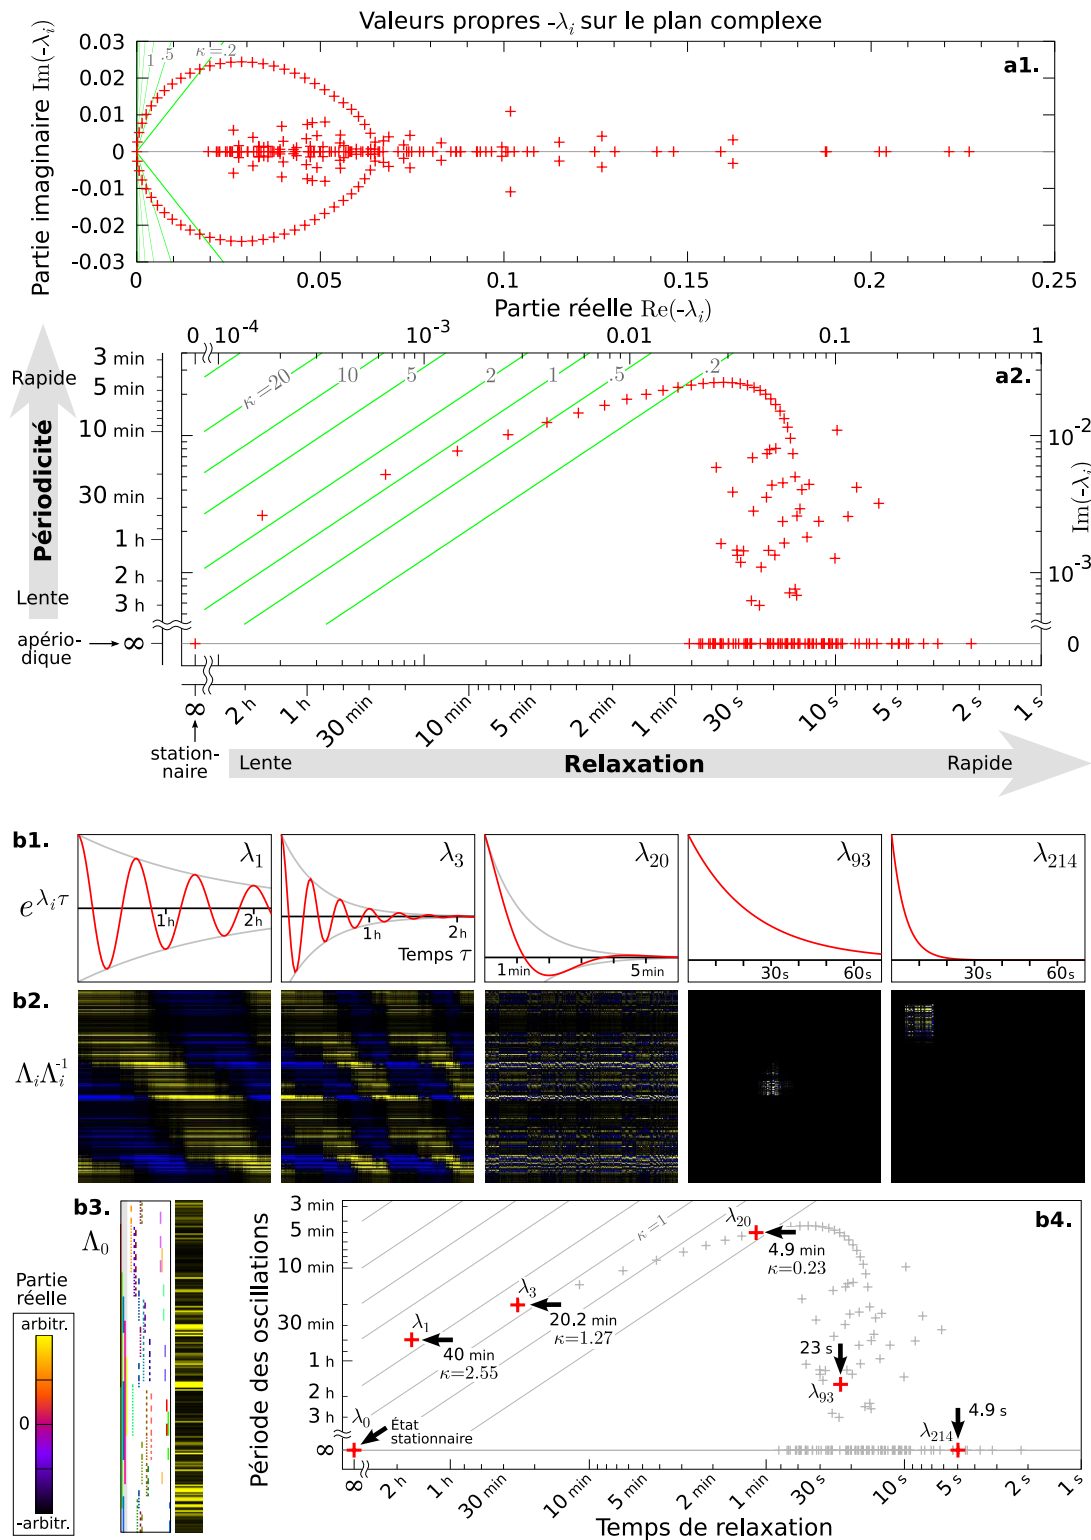 Valeurs propres -λi sur le plan complexe
a1.
Partie imaginaire Im(-λi)
0.03
0.02
0.01
0
-0.01
-0.02
-0.03
1 .5 κ=.2
0 0.05 0.1 0.15 0.2 0.25
Partie réelle Re(-λi)
0 10-4 10-3 0.01 0.1 1
a2.
Périodicité
Rapide
Lente
3 min
5 min
10 min
30 min
1 h
2 h
3 h
apério-
dique
∞
κ=20 10 5 2 1 .5 .2
10-2
10-3
0
Im(-λi)
∞ 2 h 1 h 30 min 10 min 5 min 2 min 1 min 30 s 10 s 5 s 2 s 1 s
station-
naire
Lente Relaxation Rapide
b1.
e λiτ
λ1
1h 2h
λ3
1h 2h
Temps τ
λ20
1min 5min
λ93
30s 60s
λ214
30s 60s
b2.
ΛiΛi-1
b3.
Λ0
Partie
réelle
arbitr.
0
-arbitr.
b4.
Période des oscillations
3 min
5 min
10 min
30 min
1 h
2 h
3 h
∞
κ=1
λ20
4.9 min
κ=0.23
λ3
20.2 min
κ=1.27
λ1
40 min
κ=2.55
23 s
λ93
4.9 s
λ214
λ0
État
stationnaire
∞ 2 h 1 h 30 min 10 min 5 min 2 min 1 min 30 s 10 s 5 s 2 s 1 s
Temps de relaxation